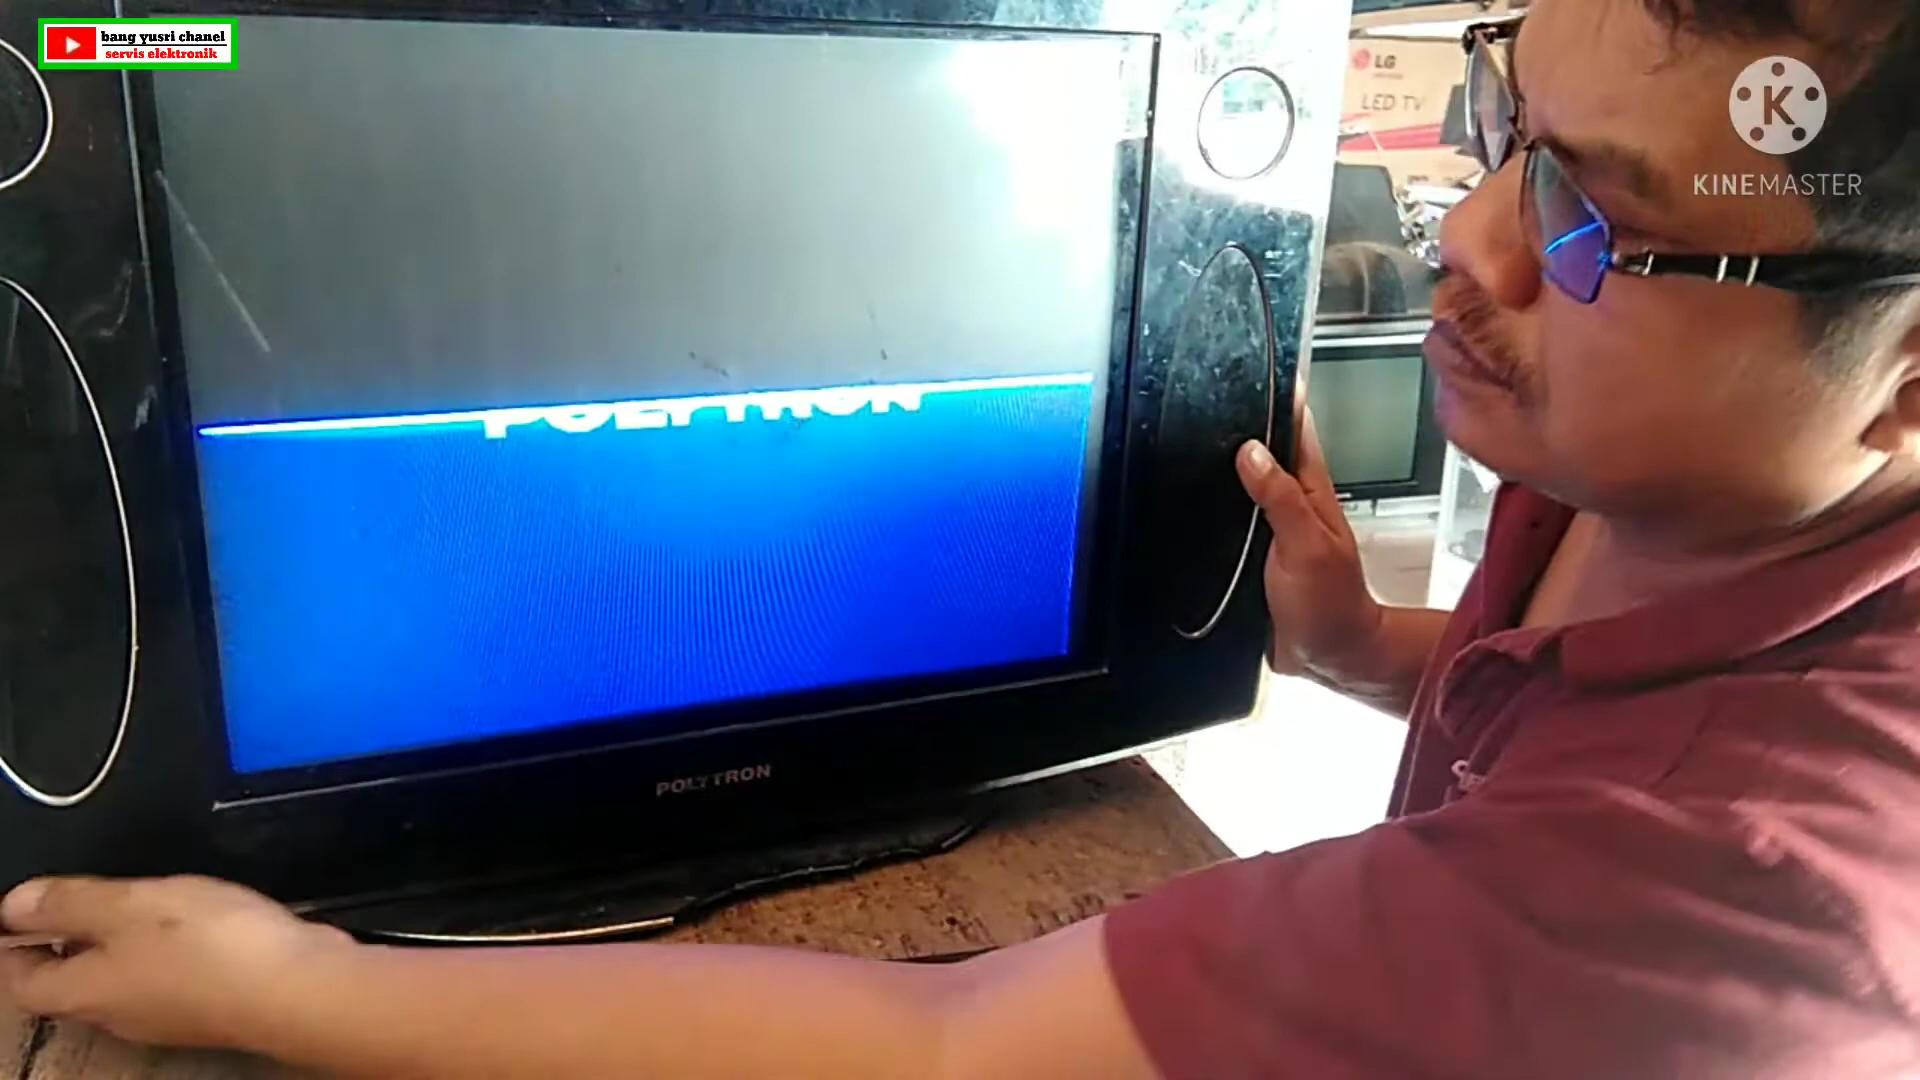 bang yusri chanel
servis elektronik
LG
LED TV
K
KINEMASTER
POLYTRON
POLYTRON